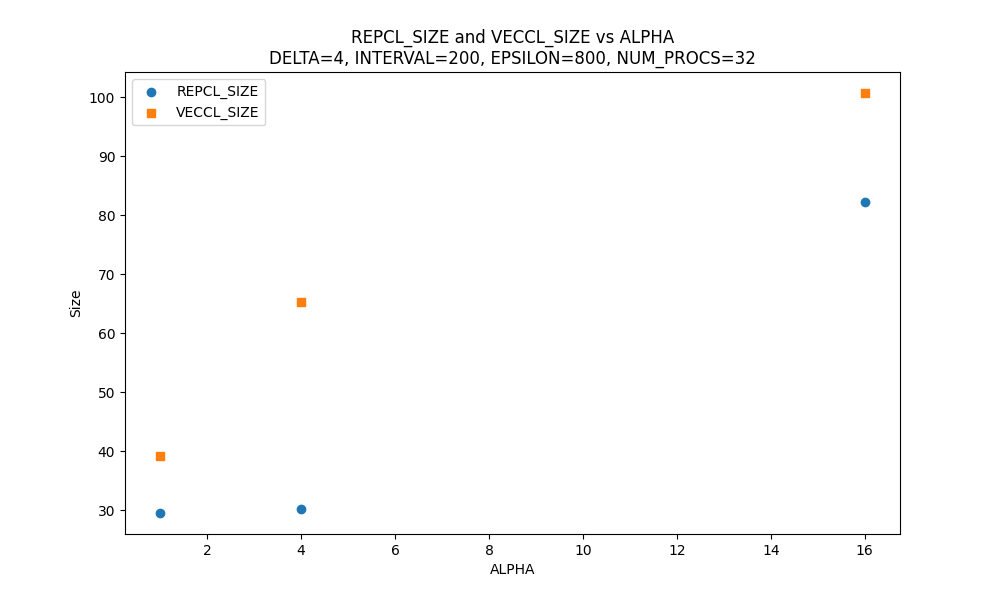 REPCL_SIZE and VECCL_SIZE vs ALPHA
DELTA=4, INTERVAL=200, EPSILON=800, NUM_PROCS=32
REPCL_SIZE
VECCL_SIZE
100
90
80
70
60
50
40
30
Size
2 4 6 8 10 12 14 16
ALPHA